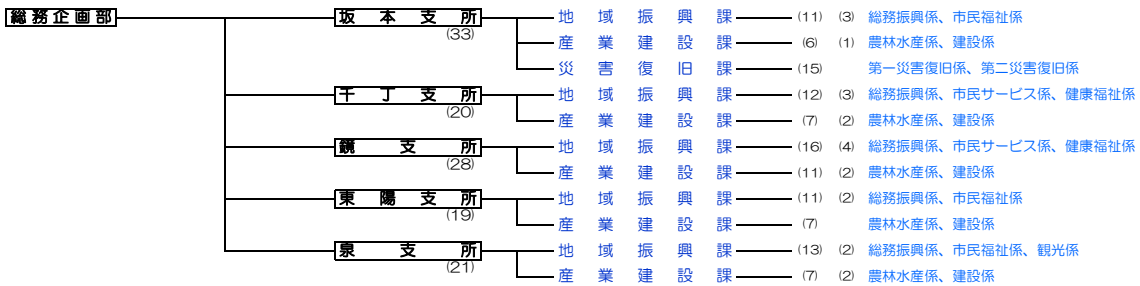 総務企画部 坂本支所 地域振興課 (11) (3) 総務振興係、市民福祉係
(33)
産業建設課 (6) (1) 農林水産係、建設係
災害復旧課 (15) 第一災害復旧係、第二災害復旧係
千丁支所 地域振興課 (12) (3) 総務振興係、市民サービス係、健康福祉係
(20)
産業建設課 (7) (2) 農林水産係、建設係
鏡支所 地域振興課 (16) (4) 総務振興係、市民サービス係、健康福祉係
(28)
産業建設課 (11) (2) 農林水産係、建設係
東陽支所 地域振興課 (11) (2) 総務振興係、市民福祉係
(19)
産業建設課 (7) 農林水産係、建設係
泉支所 地域振興課 (13) (2) 総務振興係、市民福祉係、観光係
(21)
産業建設課 (7) (2) 農林水産係、建設係